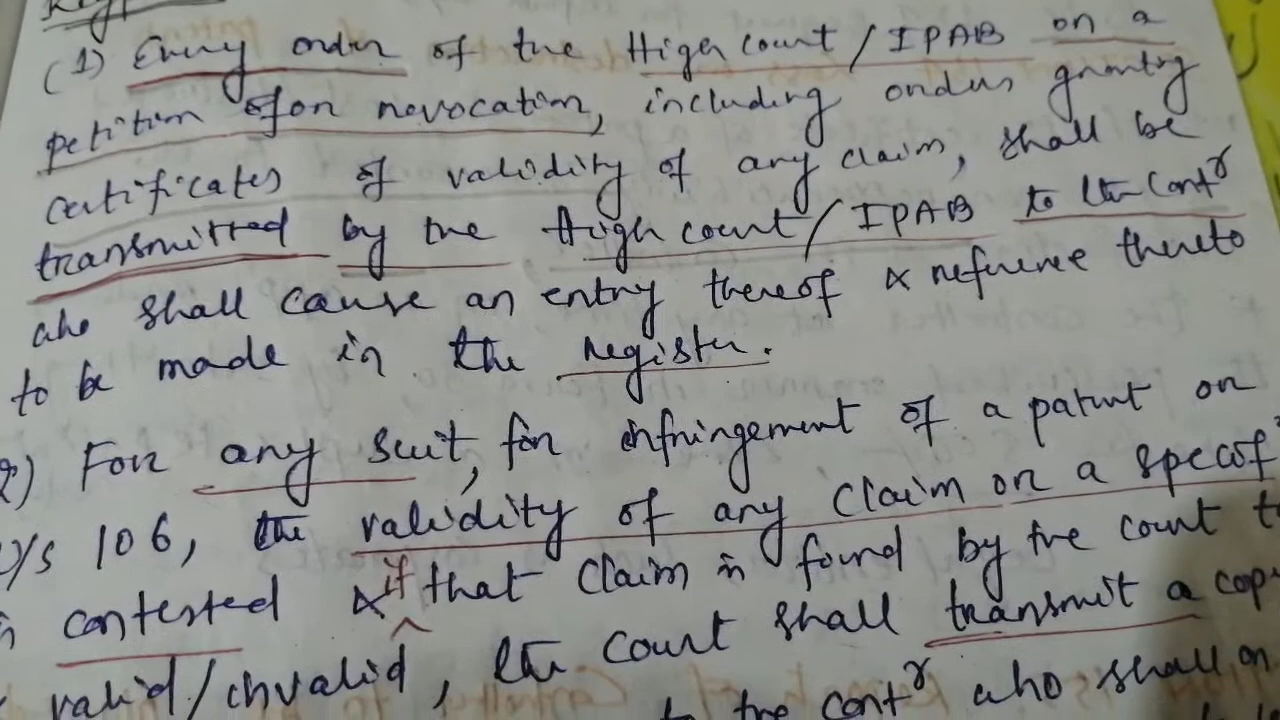 (1) Every order of the High court / IPAB on a
petition for revocation, including orders granting
certificates of validity of any claim, shall be
transmitted by the High court / IPAB to the Contr
who shall cause an entry thereof & reference thereto
to be made in the register.
2) For any suit, for infringement of a patent or
u/s 106, the validity of any claim or a specif
contested & if that claim is found by the court t
valid / invalid, the court shall transmit a cop
the contr who shall on